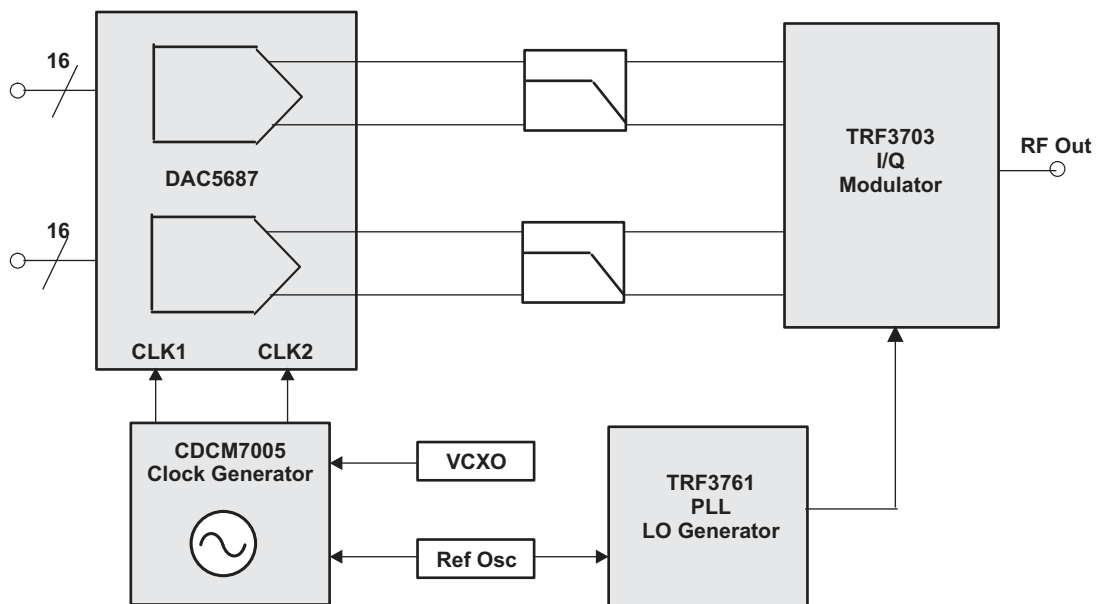 16
DAC5687
16
CLK1
CLK2
TRF3703
I/Q
Modulator
RF Out
CDCM7005
Clock Generator
VCXO
Ref Osc
TRF3761
PLL
LO Generator